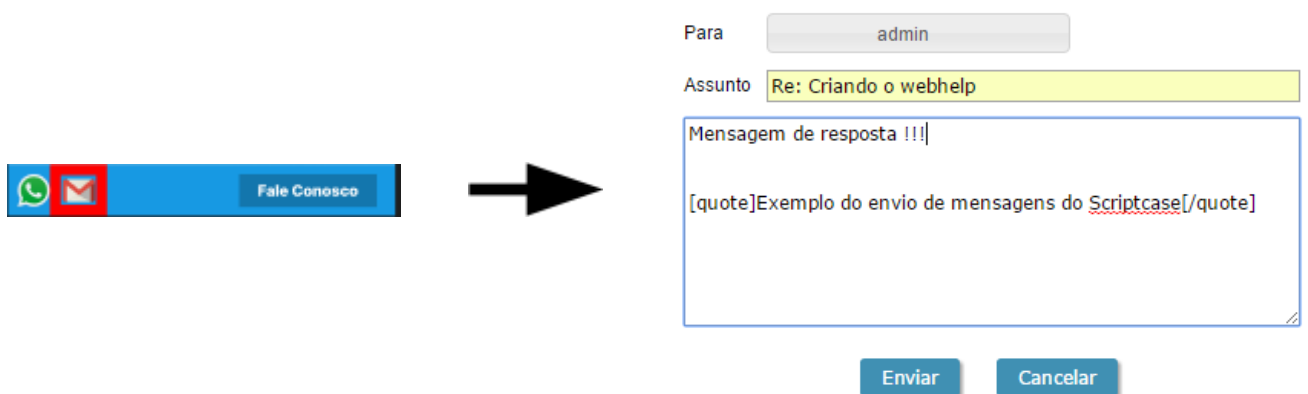 Para
admin
Assunto
Re: Criando o webhelp
Mensagem de resposta !!!
Fale Conosco
[quote]Exemplo do envio de mensagens do Scriptcase[/quote]
Enviar
Cancelar